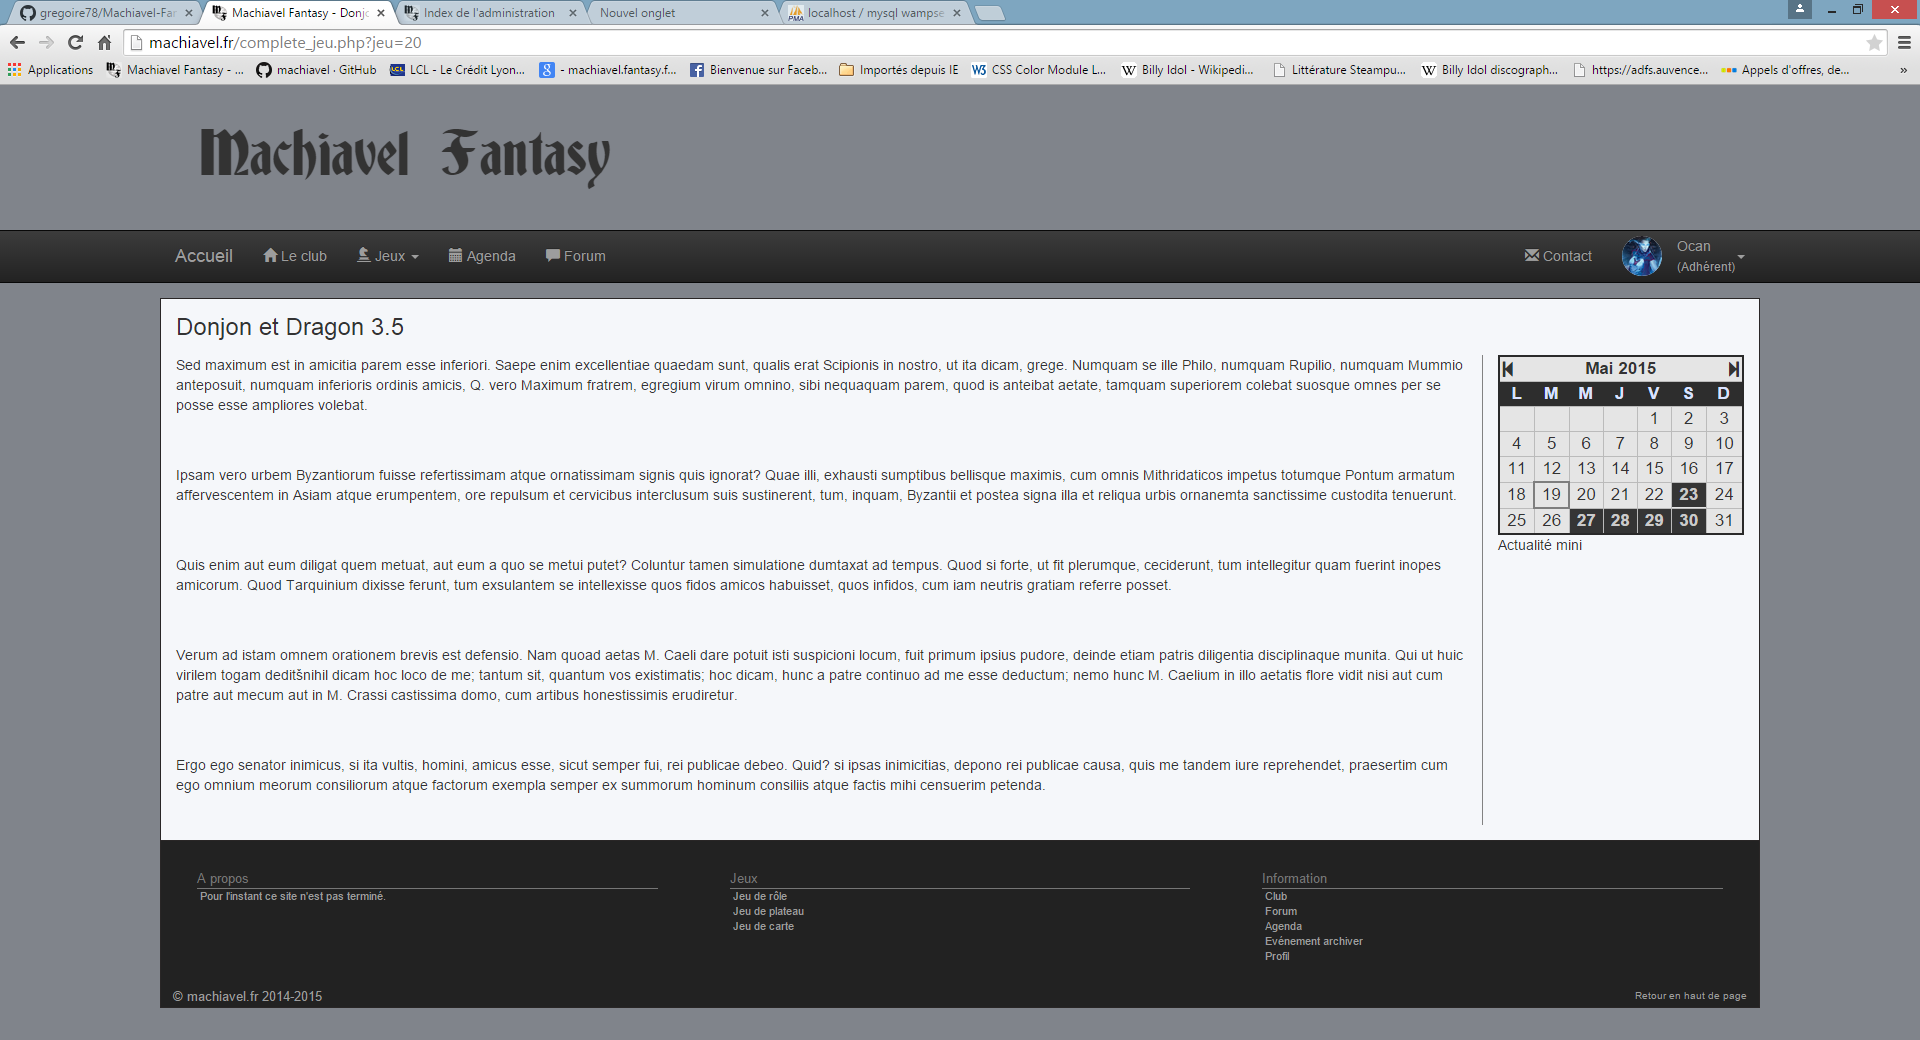 gregoire78/Machiavel-Fan
Machiavel Fantasy - Donjo
Index de l'administration
Nouvel onglet
localhost / mysql wampse
machiavel.fr/complete_jeu.php?jeu=20
Applications
Machiavel Fantasy - ...
machiavel · GitHub
LCL - Le Crédit Lyon...
- machiavel.fantasy.f...
Bienvenue sur Faceb...
Importés depuis IE
CSS Color Module L...
Billy Idol - Wikipedi...
Littérature Steampu...
Billy Idol discograph...
https://adfs.auvence...
Appels d'offres, de...
»
Machiavel Fantasy
Accueil
Le club
Jeux
Agenda
Forum
Contact
Ocan
(Adhérent)
Donjon et Dragon 3.5
Sed maximum est in amicitia parem esse inferiori. Saepe enim excellentiae quaedam sunt, qualis erat Scipionis in nostro, ut ita dicam, grege. Numquam se ille Philo, numquam Rupilio, numquam Mummio
anteposuit, numquam inferioris ordinis amicis, Q. vero Maximum fratrem, egregium virum omnino, sibi nequaquam parem, quod is anteibat aetate, tamquam superiorem colebat suosque omnes per se
posse esse ampliores volebat.
Ipsam vero urbem Byzantiorum fuisse refertissimam atque ornatissimam signis quis ignorat? Quae illi, exhausti sumptibus bellisque maximis, cum omnis Mithridaticos impetus totumque Pontum armatum
affervescentem in Asiam atque erumpentem, ore repulsum et cervicibus interclusum suis sustinerent, tum, inquam, Byzantii et postea signa illa et reliqua urbis ornanemta sanctissime custodita tenuerunt.
Quis enim aut eum diligat quem metuat, aut eum a quo se metui putet? Coluntur tamen simulatione dumtaxat ad tempus. Quod si forte, ut fit plerumque, ceciderunt, tum intellegitur quam fuerint inopes
amicorum. Quod Tarquinium dixisse ferunt, tum exsulantem se intellexisse quos fidos amicos habuisset, quos infidos, cum iam neutris gratiam referre posset.
Verum ad istam omnem orationem brevis est defensio. Nam quoad aetas M. Caeli dare potuit isti suspicioni locum, fuit primum ipsius pudore, deinde etiam patris diligentia disciplinaque munita. Qui ut huic
virilem togam deditšnihil dicam hoc loco de me; tantum sit, quantum vos existimatis; hoc dicam, hunc a patre continuo ad me esse deductum; nemo hunc M. Caelium in illo aetatis flore vidit nisi aut cum
patre aut mecum aut in M. Crassi castissima domo, cum artibus honestissimis erudiretur.
Ergo ego senator inimicus, si ita vultis, homini, amicus esse, sicut semper fui, rei publicae debeo. Quid? si ipsas inimicitias, depono rei publicae causa, quis me tandem iure reprehendet, praesertim cum
ego omnium meorum consiliorum atque factorum exempla semper ex summorum hominum consiliis atque factis mihi censuerim petenda.
Mai 2015
L M M J V S D
1 2 3
4 5 6 7 8 9 10
11 12 13 14 15 16 17
18 19 20 21 22 23 24
25 26 27 28 29 30 31
Actualité mini
A propos
Pour l'instant ce site n'est pas terminé.
Jeux
Jeu de rôle
Jeu de plateau
Jeu de carte
Information
Club
Forum
Agenda
Evénement archiver
Profil
© machiavel.fr 2014-2015
Retour en haut de page